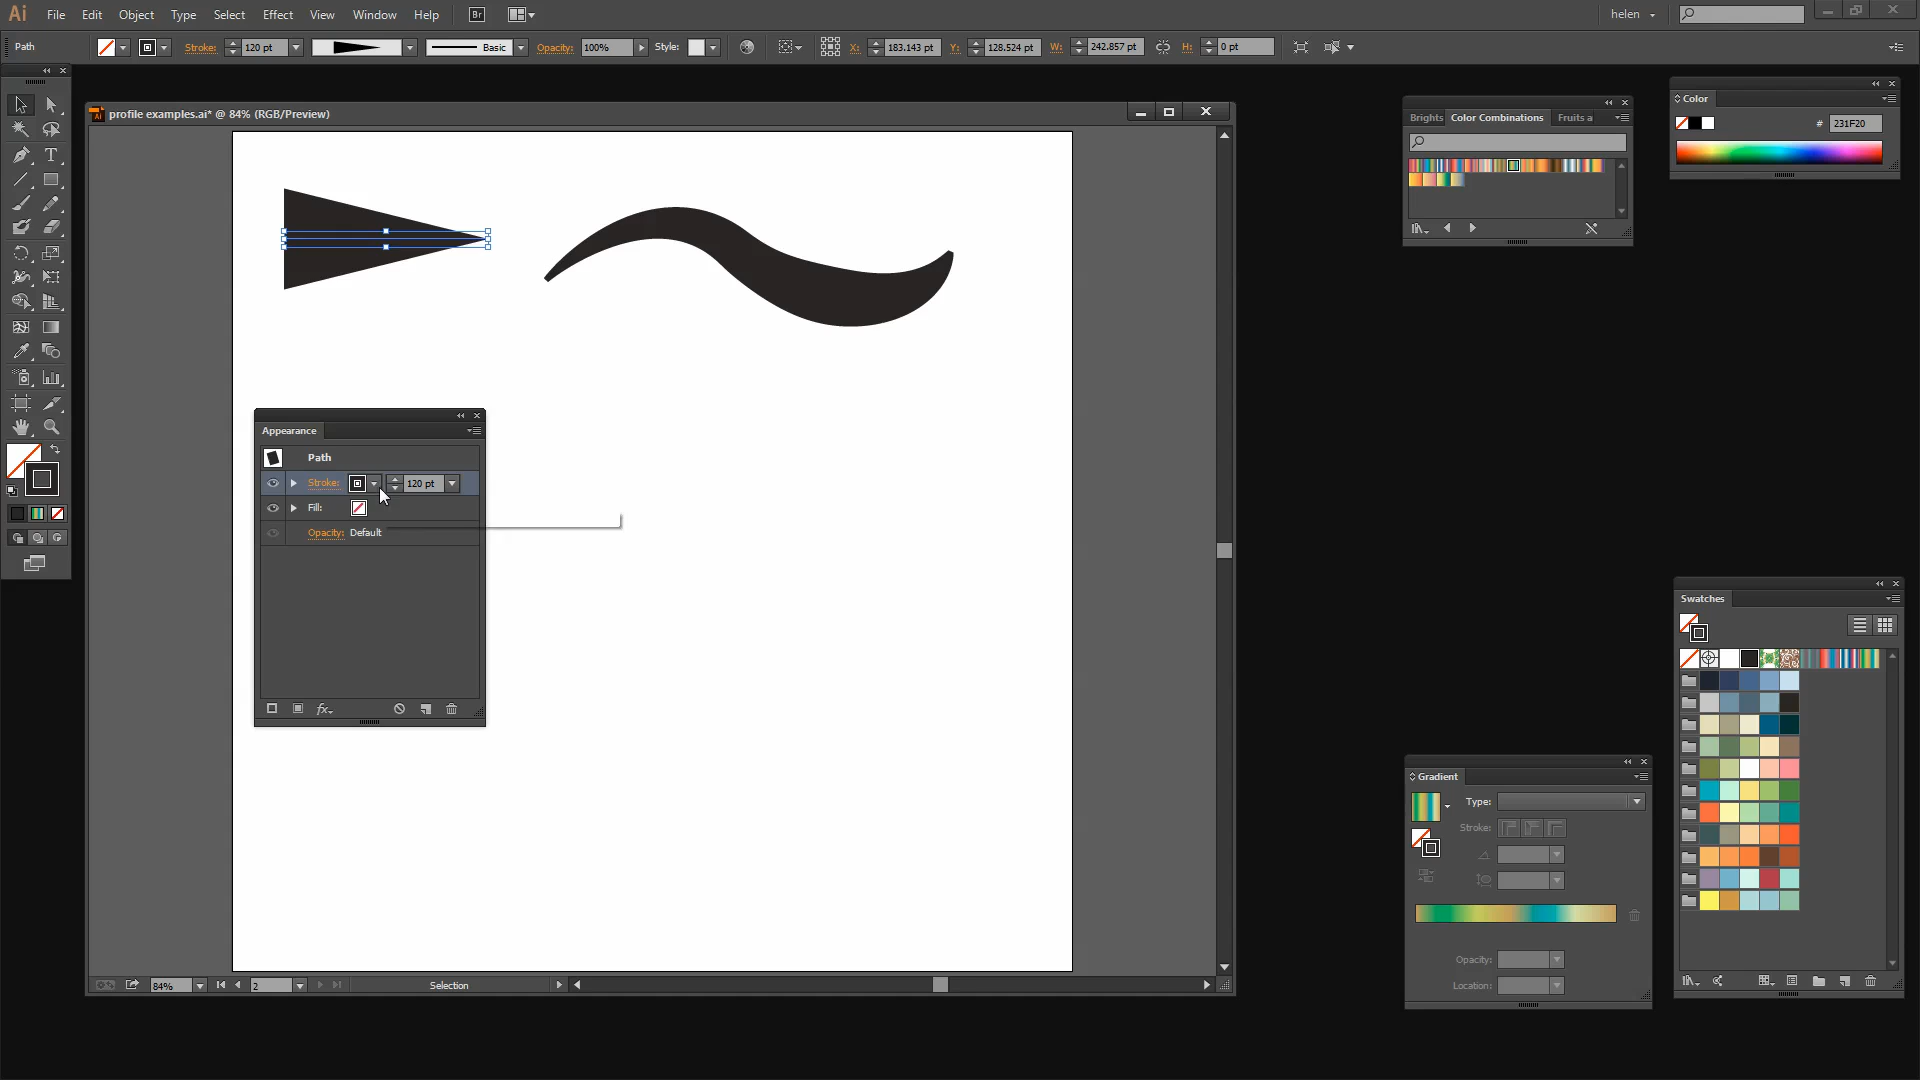 Ai File Edit Object Type Select Effect View Window Help Br helen
Path Stroke: 120 pt Basic Opacity: 100% Style: X: 183.143 pt Y: 128.524 pt W: 242.857 pt H: 0 pt
profile examples.ai* @ 84% (RGB/Preview)
Brights Color Combinations Fruits a
Color
# 231F20
Appearance
Path
Stroke: 120 pt
Fill:
Opacity: Default
fx
Swatches
Gradient
Type:
Stroke:
Opacity:
Location:
84% 2 Selection